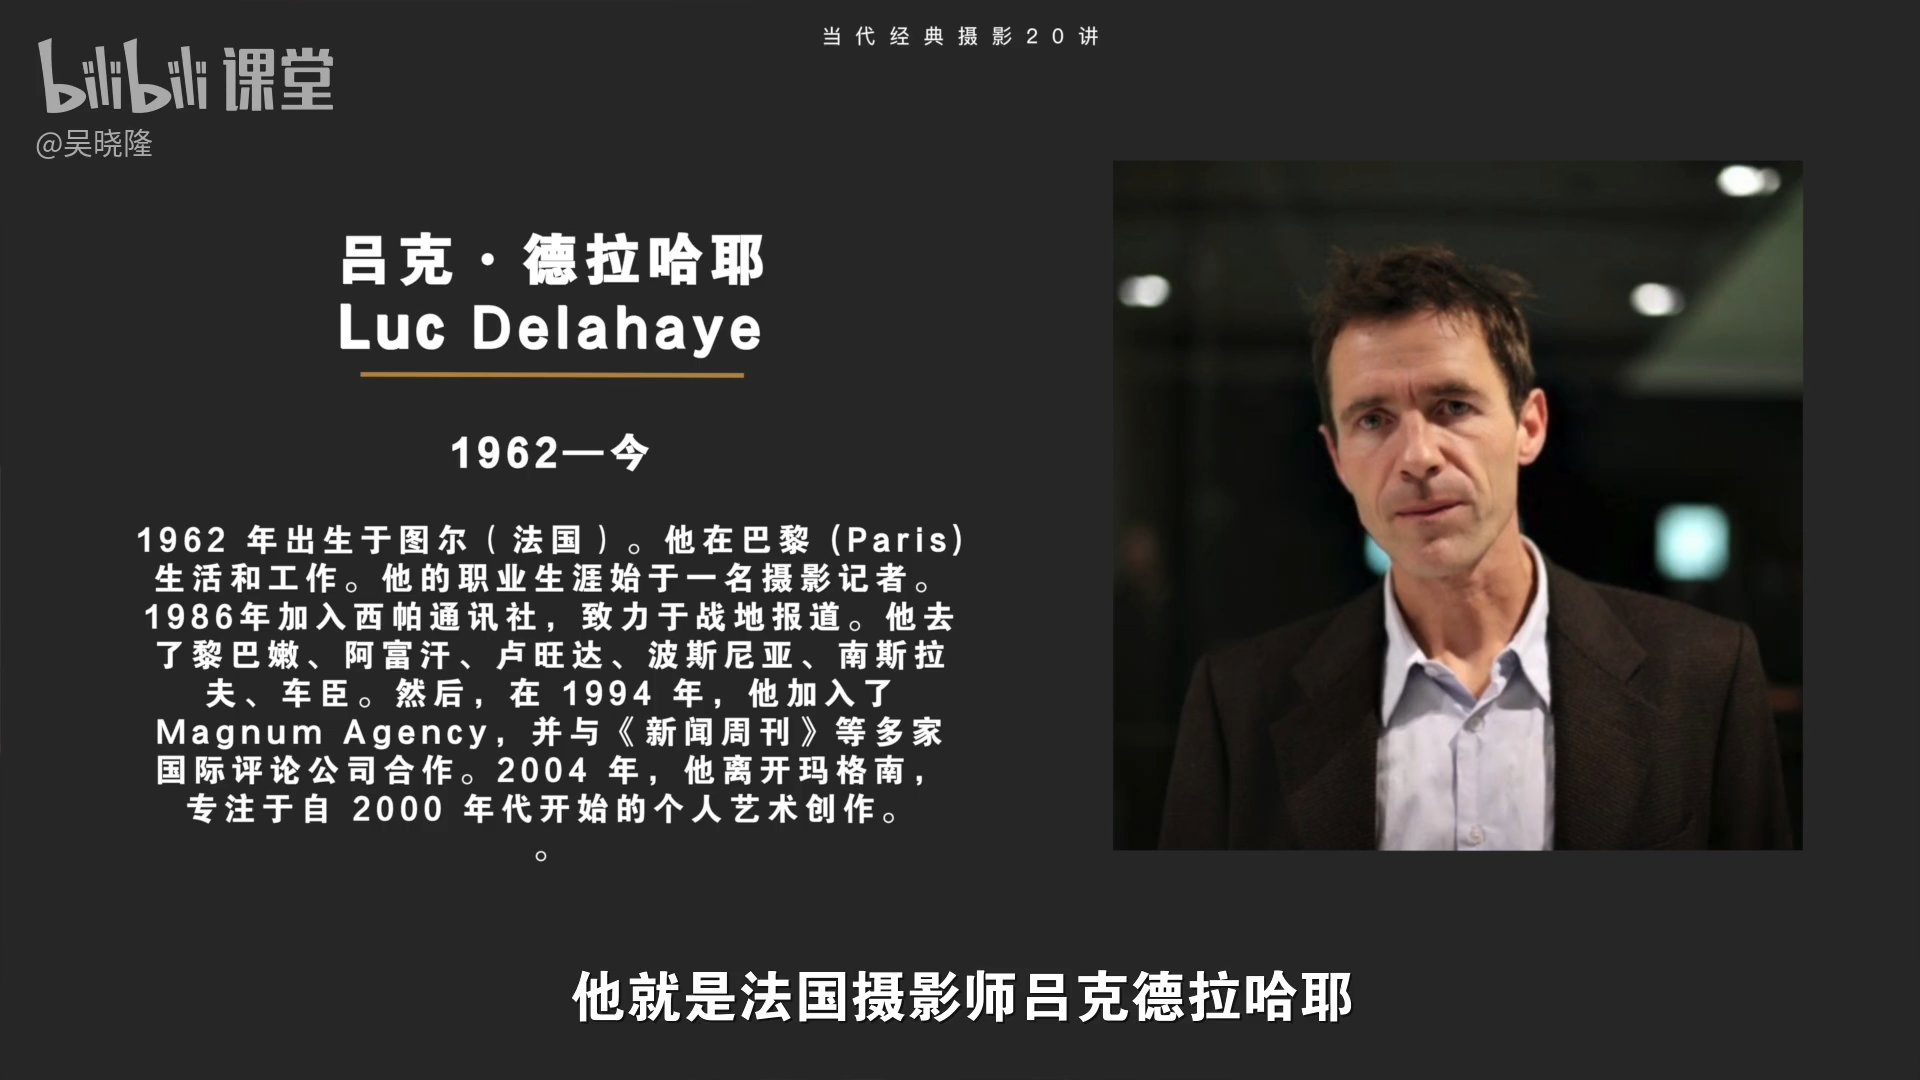 当代经典摄影20讲
bilibili 课堂
@吴晓隆
吕克·德拉哈耶
Luc Delahaye
1962—今
1962 年出生于图尔（法国）。他在巴黎 (Paris)
生活和工作。他的职业生涯始于一名摄影记者。
1986年加入西帕通讯社，致力于战地报道。他去
了黎巴嫩、阿富汗、卢旺达、波斯尼亚、南斯拉
夫、车臣。然后，在 1994 年，他加入了
Magnum Agency，并与《新闻周刊》等多家
国际评论公司合作。2004 年，他离开玛格南，
专注于自 2000 年代开始的个人艺术创作。
。
他就是法国摄影师吕克德拉哈耶